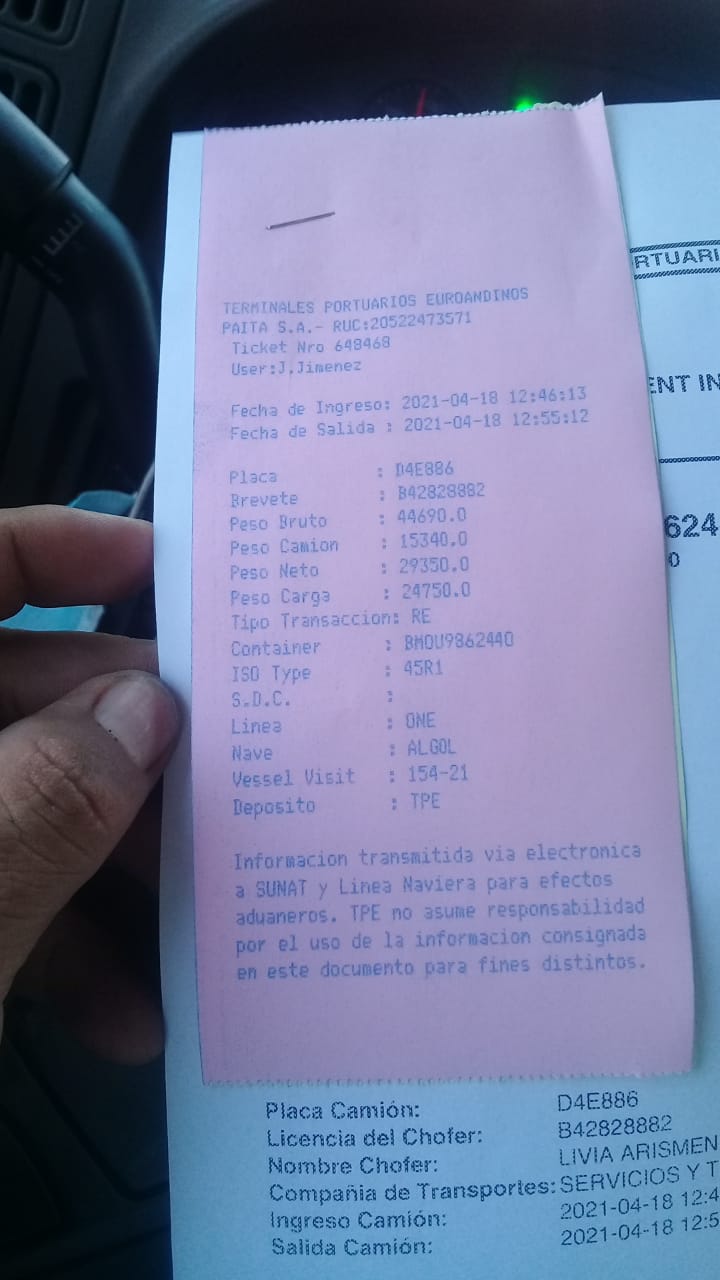 TERMINALES PORTUARIOS EUROANDINOS
PAITA S.A.- RUC:20522473571
Ticket Nro 648468
User:J.Jimenez
Fecha de Ingreso: 2021-04-18 12:46:13
Fecha de Salida : 2021-04-18 12:55:12
Placa : D4E886
Brevete : B42828882
Peso Bruto : 44690.0
Peso Camion : 15340.0
Peso Neto : 29350.0
Peso Carga : 24750.0
Tipo Transaccion: RE
Container : BMOU9862440
ISO Type : 45R1
S.D.C. :
Linea : ONE
Nave : ALGOL
Vessel Visit : 154-21
Deposito : TPE
Informacion transmitida via electronica
a SUNAT y Linea Naviera para efectos
aduaneros. TPE no asume responsabilidad
por el uso de la informacion consignada
en este documento para fines distintos.
RTUARI
ENT IN
624
0
Placa Camión: D4E886
Licencia del Chofer: B42828882
Nombre Chofer: LIVIA ARISMEN
Compañia de Transportes: SERVICIOS Y T
Ingreso Camión: 2021-04-18 12:4
Salida Camión: 2021-04-18 12:5